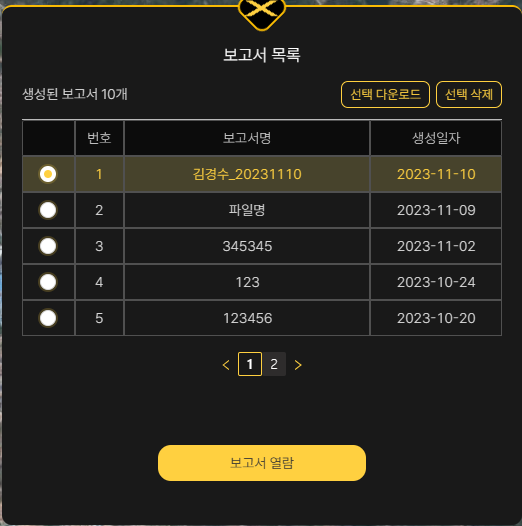 보고서 목록
생성된 보고서 10개 선택 다운로드 선택 삭제
번호 보고서명 생성일자
1 김경수_20231110 2023-11-10
2 파일명 2023-11-09
3 345345 2023-11-02
4 123 2023-10-24
5 123456 2023-10-20
< 1 2 >
보고서 열람